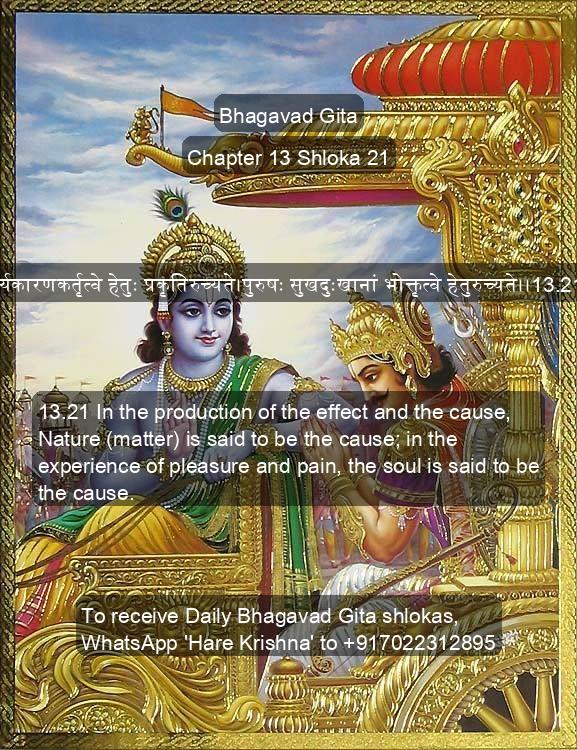 Bhagavad Gita
Chapter 13 Shloka 21
र्यकारणकर्तृत्वे हेतुः प्रकृतिरुच्यते।पुरुषः सुखदुःखानां भोक्तृत्वे हेतुरुच्यते।।13.21
13.21 In the production of the effect and the cause,
Nature (matter) is said to be the cause; in the
experience of pleasure and pain, the soul is said to be
the cause.
To receive Daily Bhagavad Gita shlokas,
WhatsApp 'Hare Krishna' to +917022312895